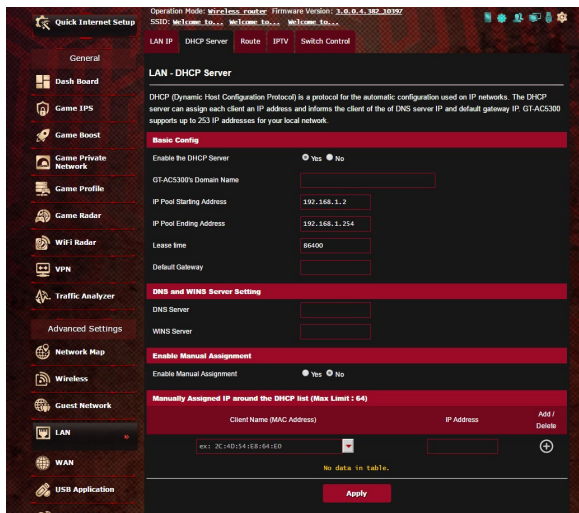 Quick Internet Setup
General
Dash Board
Game IPS
Game Boost
Game Private
Network
Game Profile
Game Radar
WiFi Radar
VPN
Traffic Analyzer
Advanced Settings
Network Map
Wireless
Guest Network
LAN
»
WAN
USB Application
Operation Mode: Wireless router Firmware Version: 3.0.0.4.382_10397
SSID: Welcome to... Welcome to... Welcome to...
LAN IP DHCP Server Route IPTV Switch Control
LAN - DHCP Server
DHCP (Dynamic Host Configuration Protocol) is a protocol for the automatic configuration used on IP networks. The DHCP
server can assign each client an IP address and informs the client of the of DNS server IP and default gateway IP. GT-AC5300
supports up to 253 IP addresses for your local network.
Basic Config
Enable the DHCP Server Yes No
GT-AC5300's Domain Name
IP Pool Starting Address 192.168.1.2
IP Pool Ending Address 192.168.1.254
Lease time 86400
Default Gateway
DNS and WINS Server Setting
DNS Server
WINS Server
Enable Manual Assignment
Enable Manual Assignment Yes No
Manually Assigned IP around the DHCP list (Max Limit : 64)
Client Name (MAC Address) IP Address Add /
Delete
ex: 2C:4D:54:E8:64:E0
No data in table.
Apply